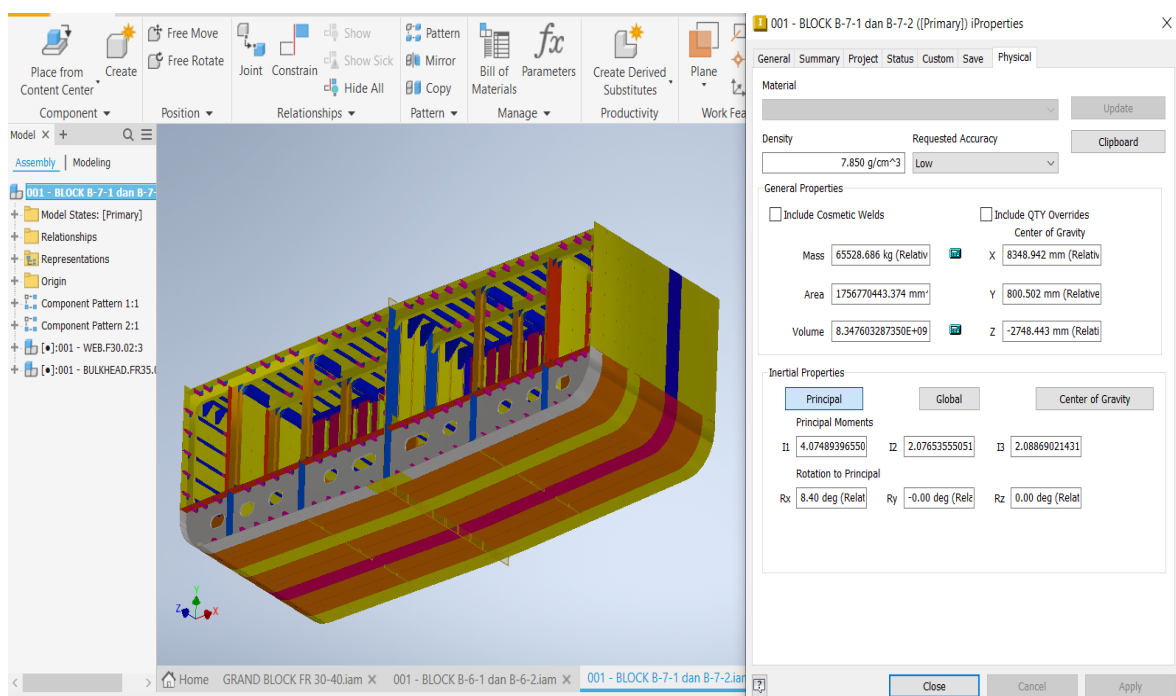 Place from
Content Center
Create
Component
Free Move
Free Rotate
Position
Joint
Constrain
Show
Show Sick
Hide All
Relationships
Pattern
Mirror
Copy
Pattern
Bill of
Materials
fx
Parameters
Manage
Create Derived
Substitutes
Productivity
Plane
Work Fea
Model
Assembly
Modeling
001 - BLOCK B-7-1 dan B-7-
Model States: [Primary]
Relationships
Representations
Origin
Component Pattern 1:1
Component Pattern 2:1
[•]:001 - WEB.F30.02:3
[•]:001 - BULKHEAD.FR35.0
Z
Y
X
Home
GRAND BLOCK FR 30-40.iam
001 - BLOCK B-6-1 dan B-6-2.iam
001 - BLOCK B-7-1 dan B-7-2.iam
001 - BLOCK B-7-1 dan B-7-2 ([Primary]) iProperties
General Summary Project Status Custom Save Physical
Material
Update
Density
Requested Accuracy
Clipboard
7.850 g/cm^3
Low
General Properties
Include Cosmetic Welds
Include QTY Overrides
Center of Gravity
Mass 65528.686 kg (Relativ
X 8348.942 mm (Relativ
Area 1756770443.374 mm^
Y 800.502 mm (Relative
Volume 8.347603287350E+09
Z -2748.443 mm (Relati
Inertial Properties
Principal
Global
Center of Gravity
Principal Moments
I1 4.07489396550
I2 2.07653555051
I3 2.08869021431
Rotation to Principal
Rx 8.40 deg (Relat
Ry -0.00 deg (Rela
Rz 0.00 deg (Relat
?
Close
Cancel
Apply